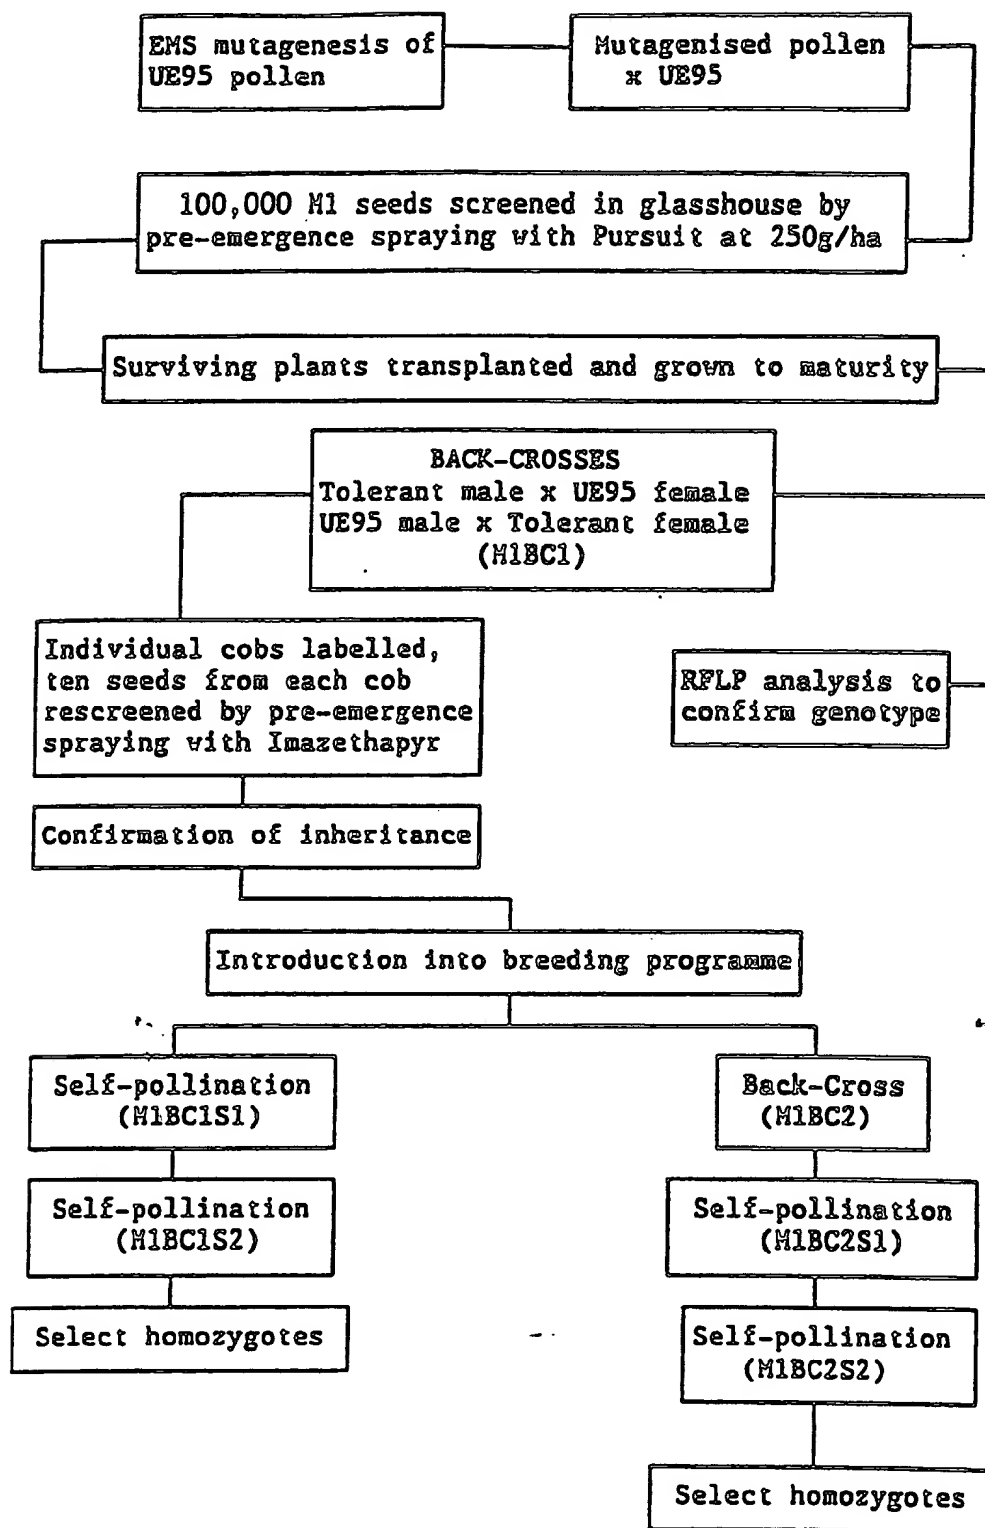 EMS mutagenesis of
UE95 pollen
Mutagenised pollen
x UE95
100,000 M1 seeds screened in glasshouse by
pre-emergence spraying with Pursuit at 250g/ha
Surviving plants transplanted and grown to maturity
BACK-CROSSES
Tolerant male x UE95 female
UE95 male x Tolerant female
(M1BC1)
Individual cobs labelled,
ten seeds from each cob
rescreened by pre-emergence
spraying with Imazethapyr
RFLP analysis to
confirm genotype
Confirmation of inheritance
Introduction into breeding programme
Self-pollination
(M1BC1S1)
Back-Cross
(M1BC2)
Self-pollination
(M1BC1S2)
Self-pollination
(M1BC2S1)
Select homozygotes
Self-pollination
(M1BC2S2)
Select homozygotes